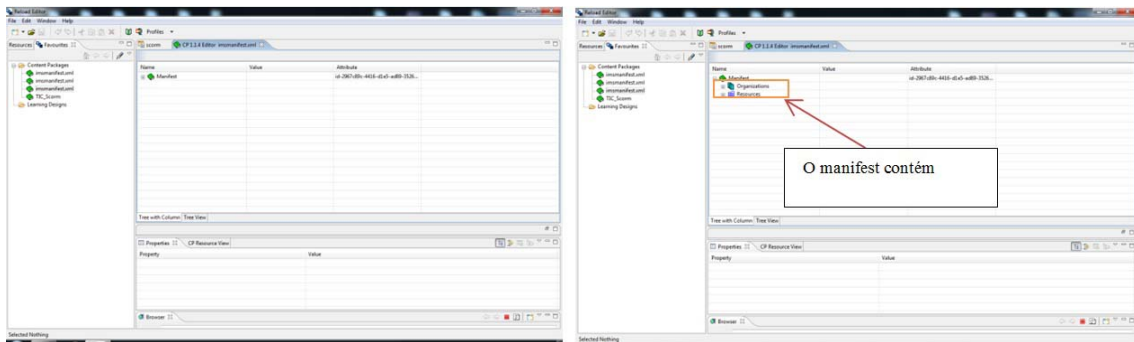 Reload Editor
File Edit Window Help
Profiles
Resources Favourites
scorm CP 1.1.4 Editor imsmanifest.xml
Content Packages
imsmanifest.xml
imsmanifest.xml
imsmanifest.xml
TIC_Scorm
Learning Designs
Name Value Attribute
Manifest
Tree with Column Tree View
Properties CP Resource View
Property Value
Browser
Selected Nothing
Reload Editor
File Edit Window Help
Profiles
Resources Favourites
scorm CP 1.1.4 Editor imsmanifest.xml
Content Packages
imsmanifest.xml
imsmanifest.xml
imsmanifest.xml
TIC_Scorm
Learning Designs
Name Value Attribute
Manifest
Organizations
Resources
O manifest contém
Tree with Column Tree View
Properties CP Resource View
Property Value
Browser
Selected Nothing